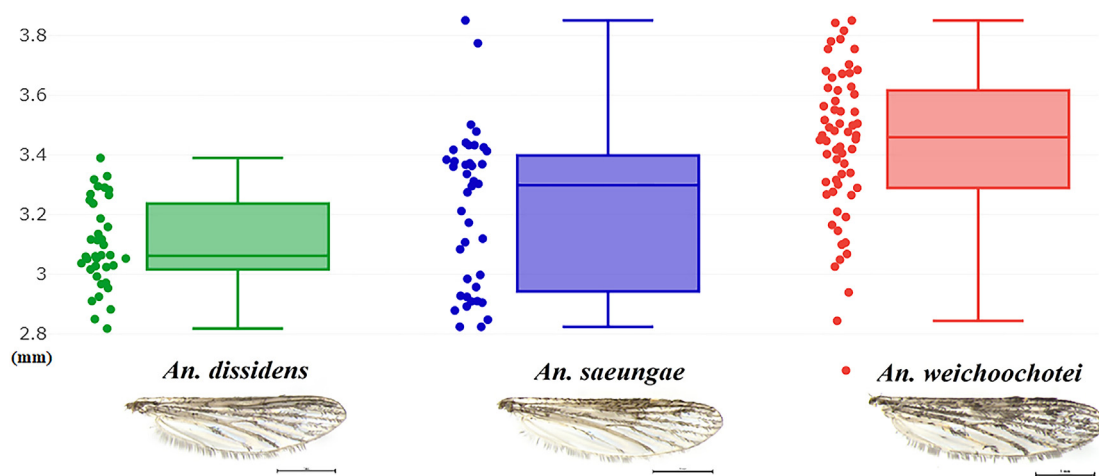 3.8
3.6
3.4
3.2
3
2.8
(mm)
An. dissidens
An. saeungae
An. weichoochotei